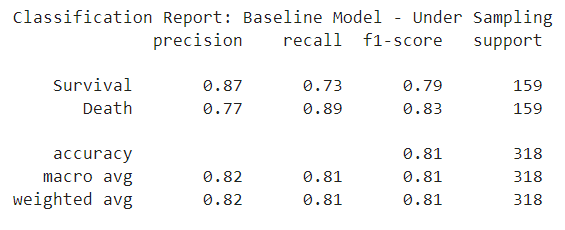 Classification Report: Baseline Model - Under Sampling
precision recall f1-score support
Survival 0.87 0.73 0.79 159
Death 0.77 0.89 0.83 159
accuracy 0.81 318
macro avg 0.82 0.81 0.81 318
weighted avg 0.82 0.81 0.81 318